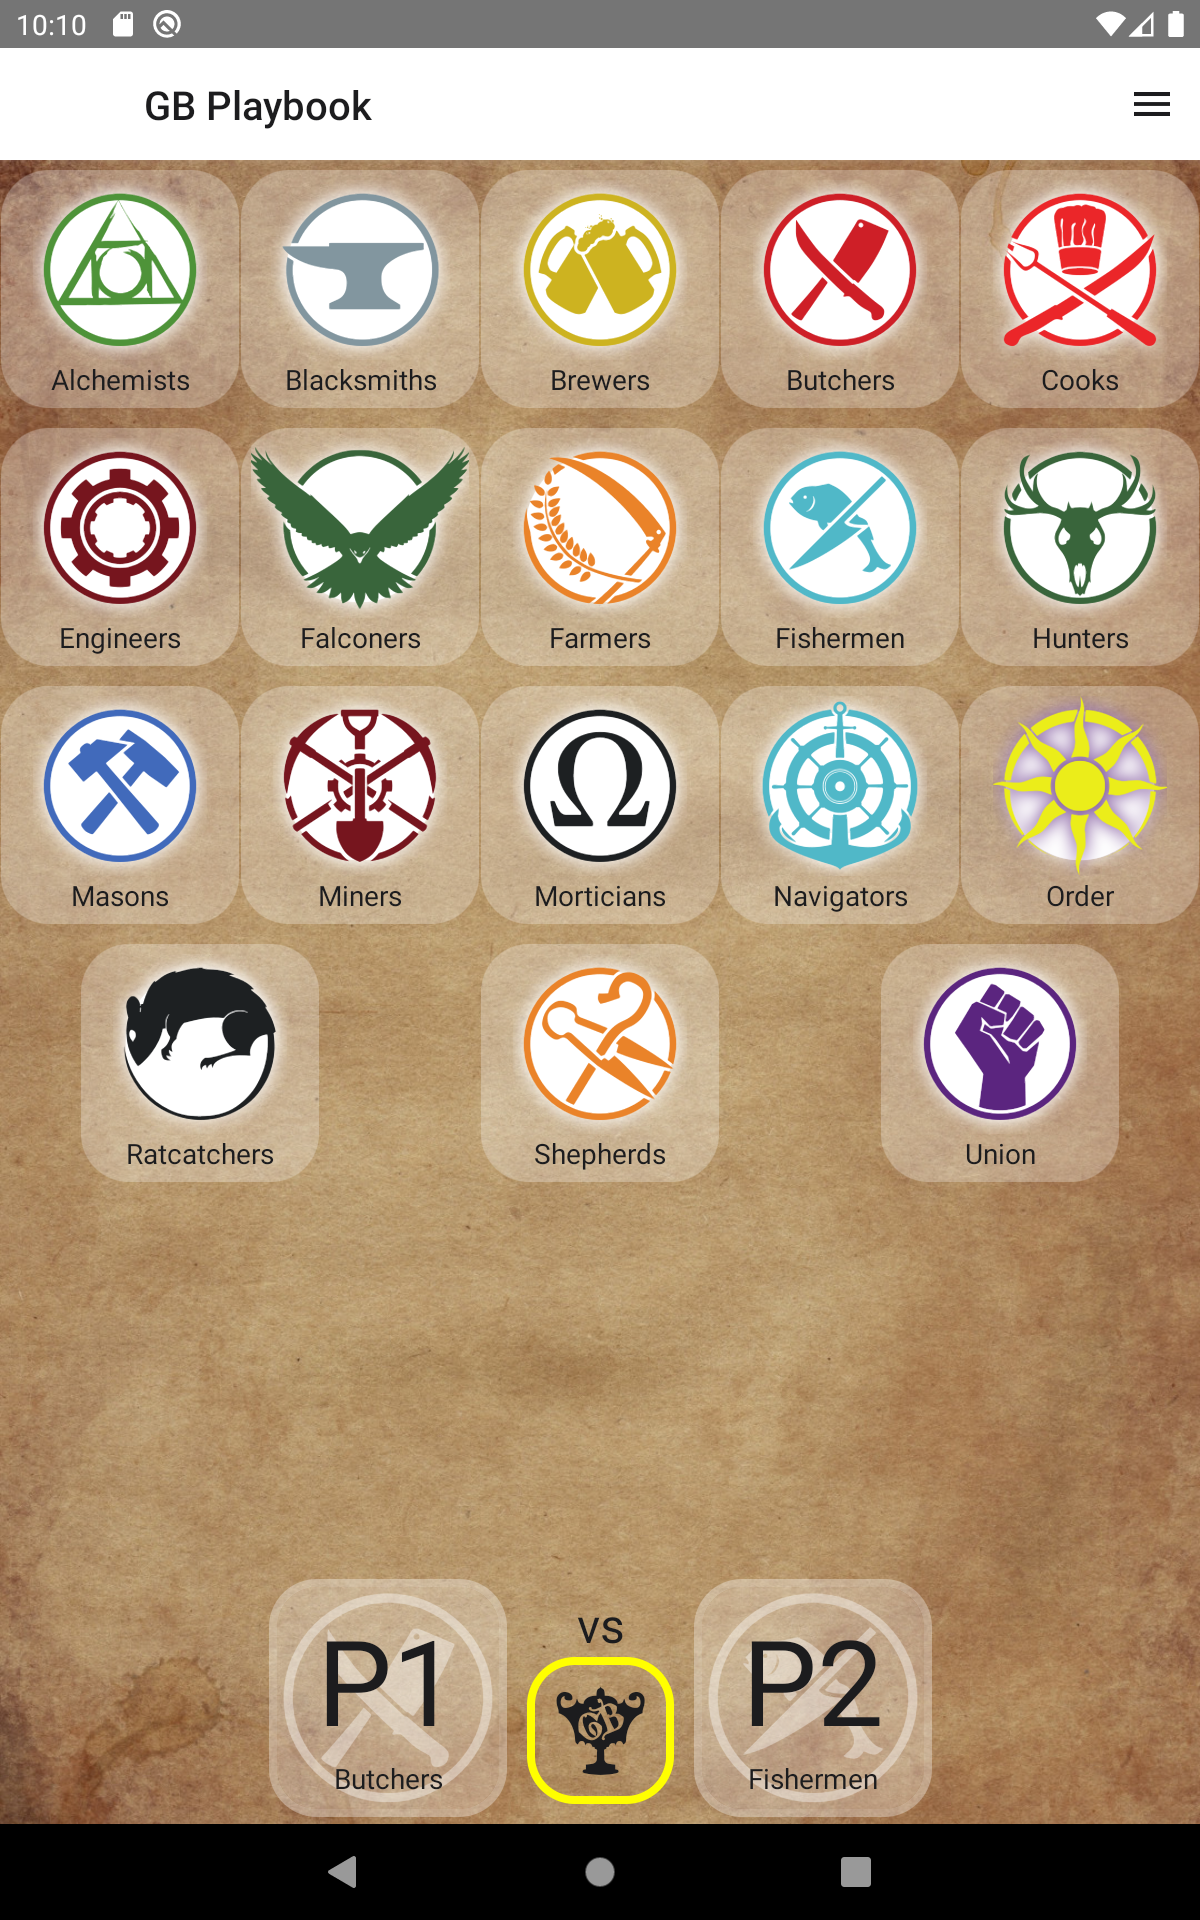 10:10
GB Playbook
Alchemists
Blacksmiths
Brewers
Butchers
Cooks
Engineers
Falconers
Farmers
Fishermen
Hunters
Masons
Miners
Ω
Morticians
Navigators
Order
Ratcatchers
Shepherds
Union
P1
Butchers
vs
GB
P2
Fishermen